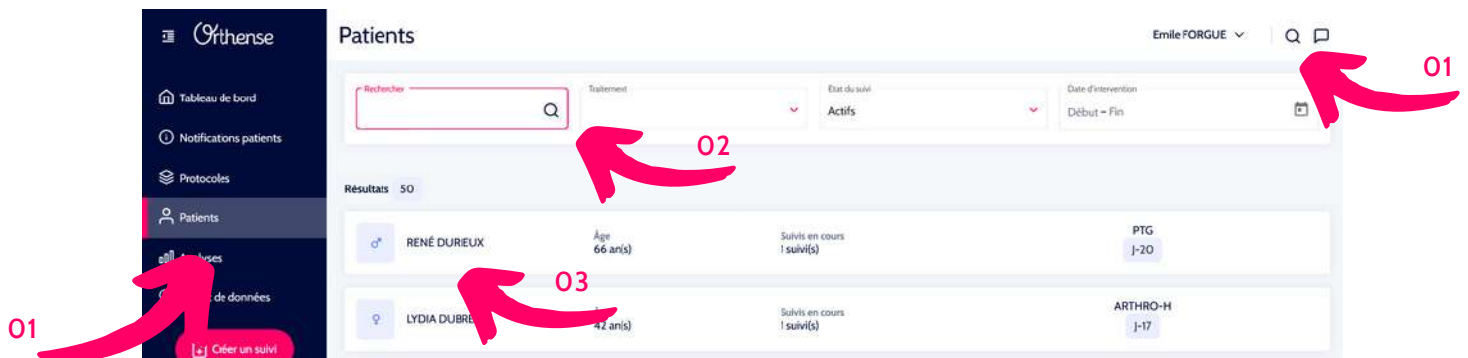 Orthense
Patients
Emile FORGUE
01
Tableau de bord
Notifications patients
Protocoles
Patients
Analyses
de données
Créer un suivi
01
Rechercher
Traitement
Etat du suivi
Actifs
Date d'intervention
Début – Fin
02
Résultats 50
RENÉ DURIEUX
Âge
66 an(s)
Suivis en cours
1 suivi(s)
PTG
J-20
03
LYDIA
42 an(s)
Suivis en cours
1 suivi(s)
ARTHRO-H
J-17